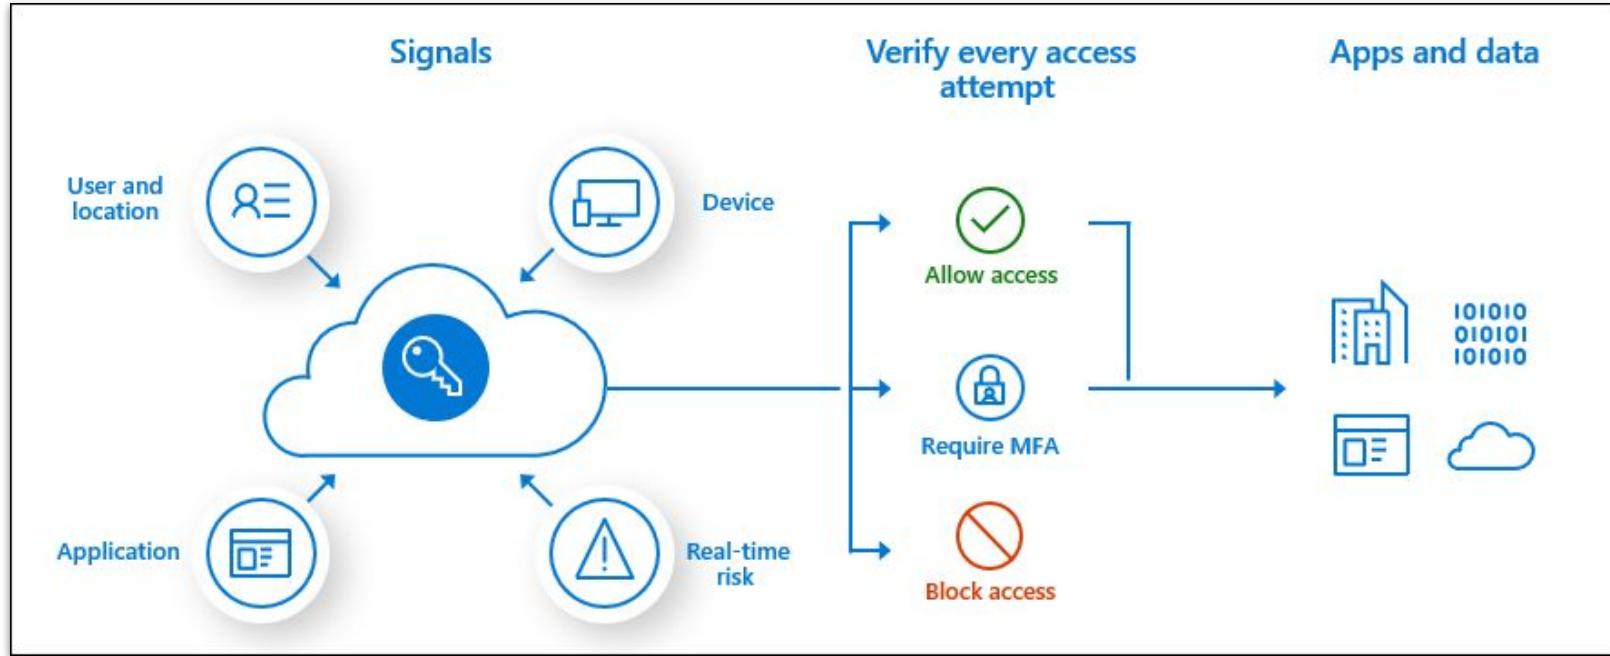 Signals
Verify every access
attempt
Apps and data
User and
location
Device
Allow access
101010
010101
101010
Require MFA
Application
Real-time
risk
Block access